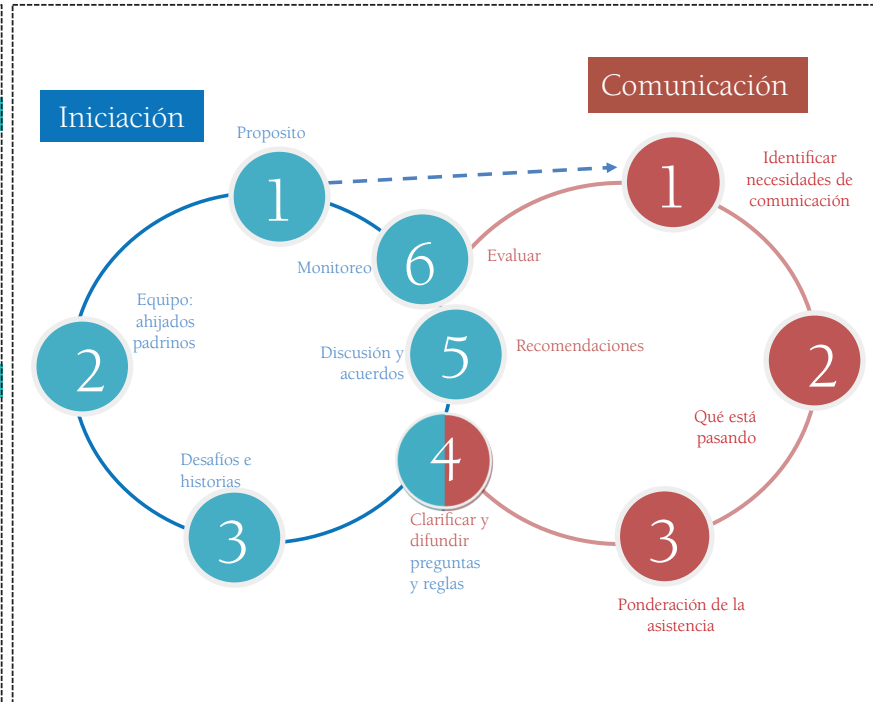 Iniciación
Comunicación
Proposito
1
1
Identificar
necesidades de
comunicación
Monitoreo
6
Evaluar
Equipo:
ahijados
padrinos
2
Discusión y
acuerdos
5
Recomendaciones
2
Qué está
pasando
Desafíos e
historias
3
4
Clarificar y
difundir
preguntas
y reglas
3
Ponderación de la
asistencia